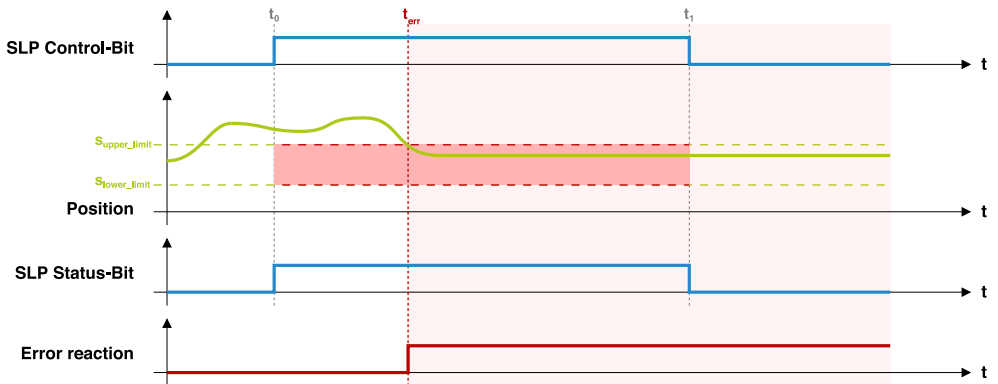 t0 terr t1
SLP Control-Bit
t
supper_limit
slower_limit
Position
t
SLP Status-Bit
t
Error reaction
t